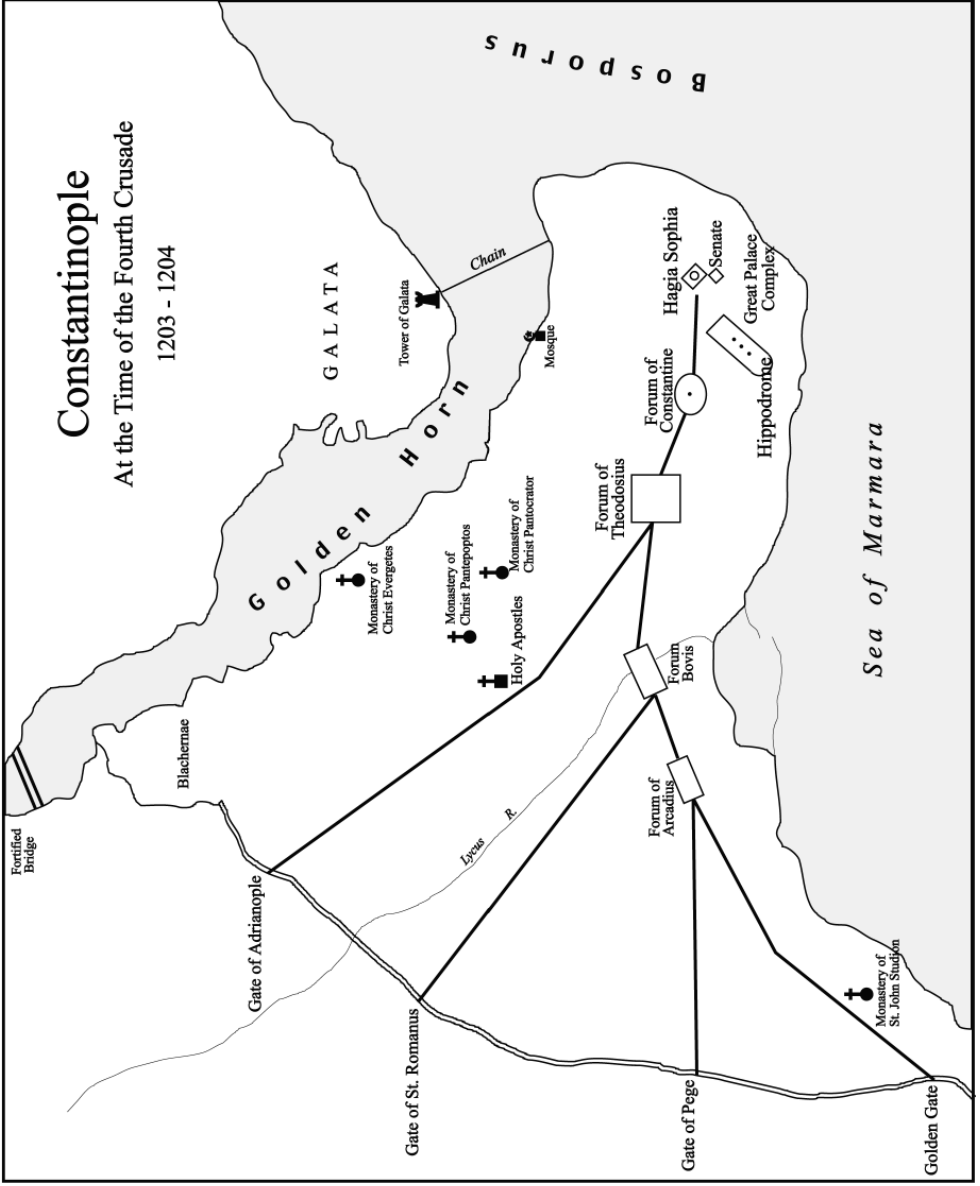 Constantinople
At the Time of the Fourth Crusade
1203 - 1204
Bosporus
GALATA
Tower of Galata
Chain
Mosque
Golden Horn
Fortified
Bridge
Blachernae
Monastery of
Christ Evergetes
Monastery of
Christ Pantepoptos
Monastery of
Christ Pantocrator
Holy Apostles
Hagia Sophia
Senate
Great Palace
Complex
Hippodrome
Forum of
Constantine
Forum of
Theodosius
Forum
Bovis
Forum of
Arcadius
Lycus R.
Gate of Adrianople
Gate of St. Romanus
Gate of Pege
Golden Gate
Monastery of
St. John Studion
Sea of Marmara